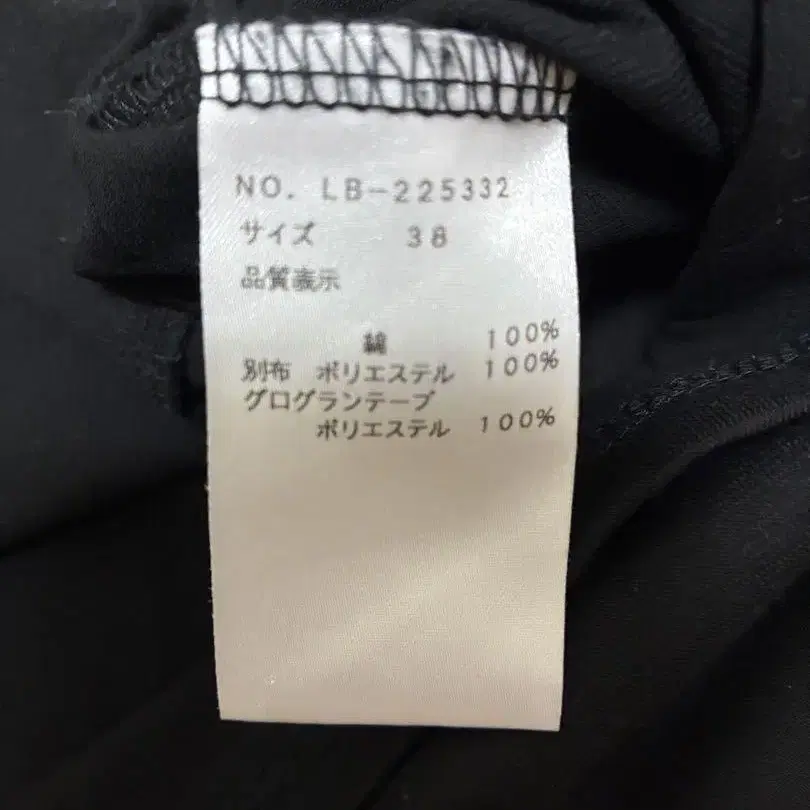 NO. LB-225332
サイズ 38
品質表示
綿 100%
別布 ポリエステル 100%
グログランテープ
ポリエステル 100%